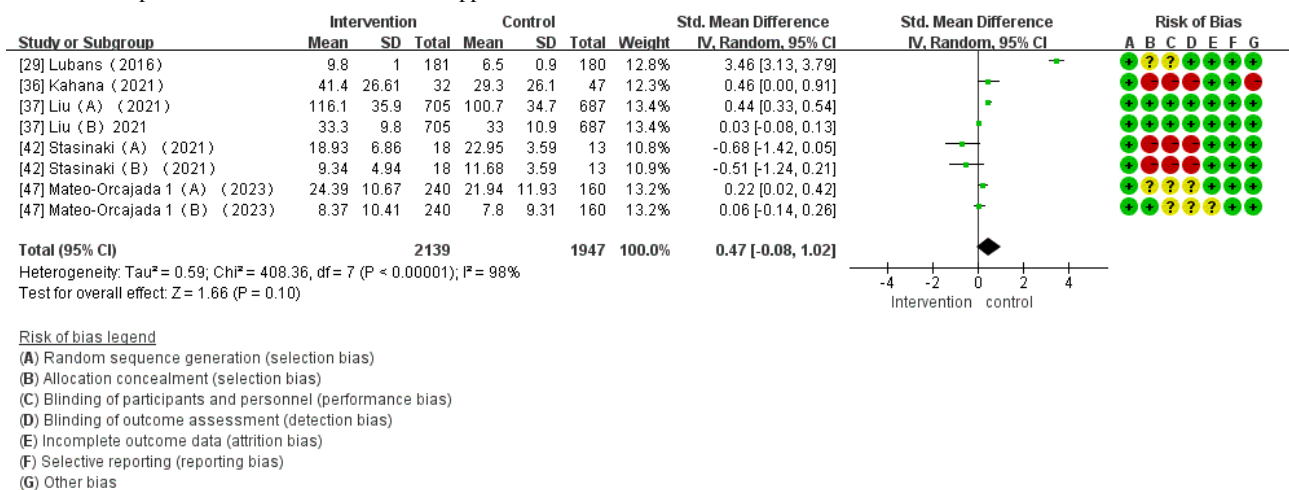 Intervention Control Std. Mean Difference Std. Mean Difference Risk of Bias
Study or Subgroup Mean SD Total Mean SD Total Weight IV, Random, 95% CI IV, Random, 95% CI A B C D E F G
[29] Lubans (2016) 9.8 1 181 6.5 0.9 180 12.8% 3.46 [3.13, 3.79] + ? ? + + + +
[36] Kahana (2021) 41.4 26.61 32 29.3 26.1 47 12.3% 0.46 [0.00, 0.91] + - - - + + -
[37] Liu (A) (2021) 116.1 35.9 705 100.7 34.7 687 13.4% 0.44 [0.33, 0.54] + + + + + + +
[37] Liu (B) 2021 33.3 9.8 705 33 10.9 687 13.4% 0.03 [-0.08, 0.13] + + + + + + +
[42] Stasinaki (A) (2021) 18.93 6.86 18 22.95 3.59 13 10.9% -0.68 [-1.42, 0.05] + - - - + + +
[42] Stasinaki (B) (2021) 9.34 4.94 18 11.68 3.59 13 10.9% -0.51 [-1.24, 0.21] + - - - + + +
[47] Mateo-Orcajada 1 (A) (2023) 24.39 10.67 240 21.94 11.93 160 13.2% 0.22 [0.02, 0.42] + ? ? ? + + +
[47] Mateo-Orcajada 1 (B) (2023) 8.37 10.41 240 7.8 9.31 160 13.2% 0.06 [-0.14, 0.26] + + ? ? ? + +
Total (95% CI) 2139 1947 100.0% 0.47 [-0.08, 1.02]
Heterogeneity: Tau² = 0.59; Chi² = 408.36, df = 7 (P < 0.00001); I² = 98%
Test for overall effect: Z = 1.66 (P = 0.10)
-4 -2 0 2 4
Intervention control
Risk of bias legend
(A) Random sequence generation (selection bias)
(B) Allocation concealment (selection bias)
(C) Blinding of participants and personnel (performance bias)
(D) Blinding of outcome assessment (detection bias)
(E) Incomplete outcome data (attrition bias)
(F) Selective reporting (reporting bias)
(G) Other bias